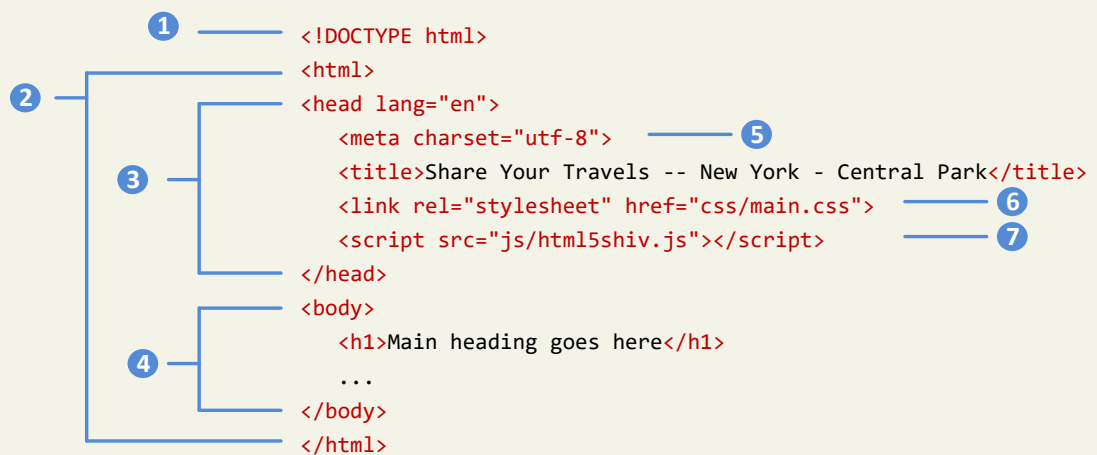 1 <!DOCTYPE html>
2 <html>
<head lang="en">
<meta charset="utf-8"> 5
3 <title>Share Your Travels -- New York - Central Park</title>
<link rel="stylesheet" href="css/main.css"> 6
<script src="js/html5shiv.js"></script> 7
</head>
<body>
<h1>Main heading goes here</h1>
4 ...
</body>
</html>